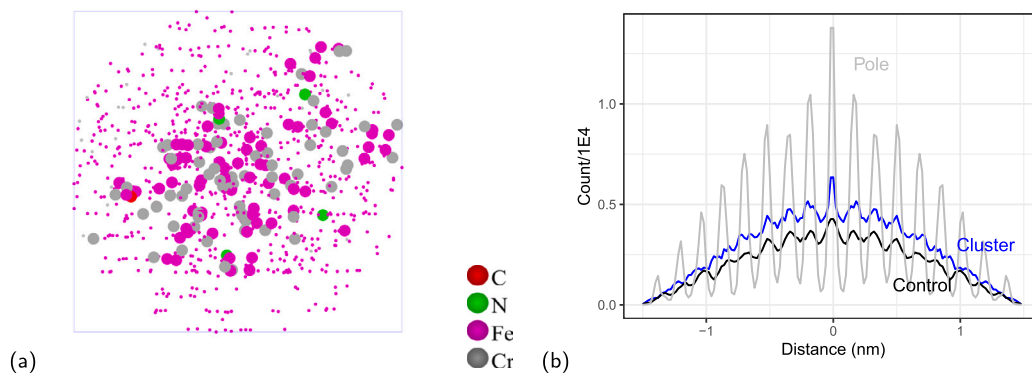 (a)
C
N
Fe
Cr
(b)
Count/1E4
1.0
0.5
0.0
Pole
Cluster
Control
−1
0
1
Distance (nm)